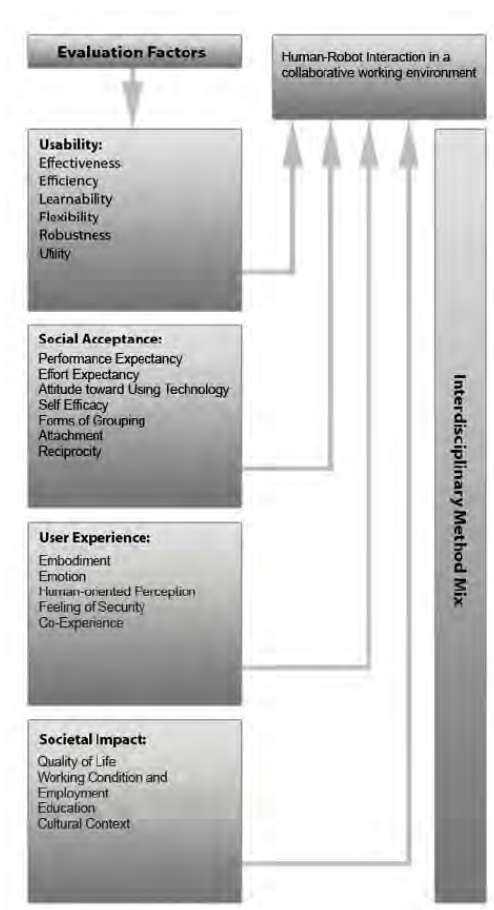 Evaluation Factors
Human-Robot Interaction in a
collaborative working environment
Usability:
Effectiveness
Efficiency
Learnability
Flexibility
Robustness
Utility
Social Acceptance:
Performance Expectancy
Effort Expectancy
Attitude toward Using Technology
Self Efficacy
Forms of Grouping
Attachment
Reciprocity
User Experience:
Embodiment
Emotion
Human-oriented Perception
Feeling of Security
Co-Experience
Societal Impact:
Quality of Life
Working Condition and
Employment
Education
Cultural Context
Interdisciplinary Method Mix